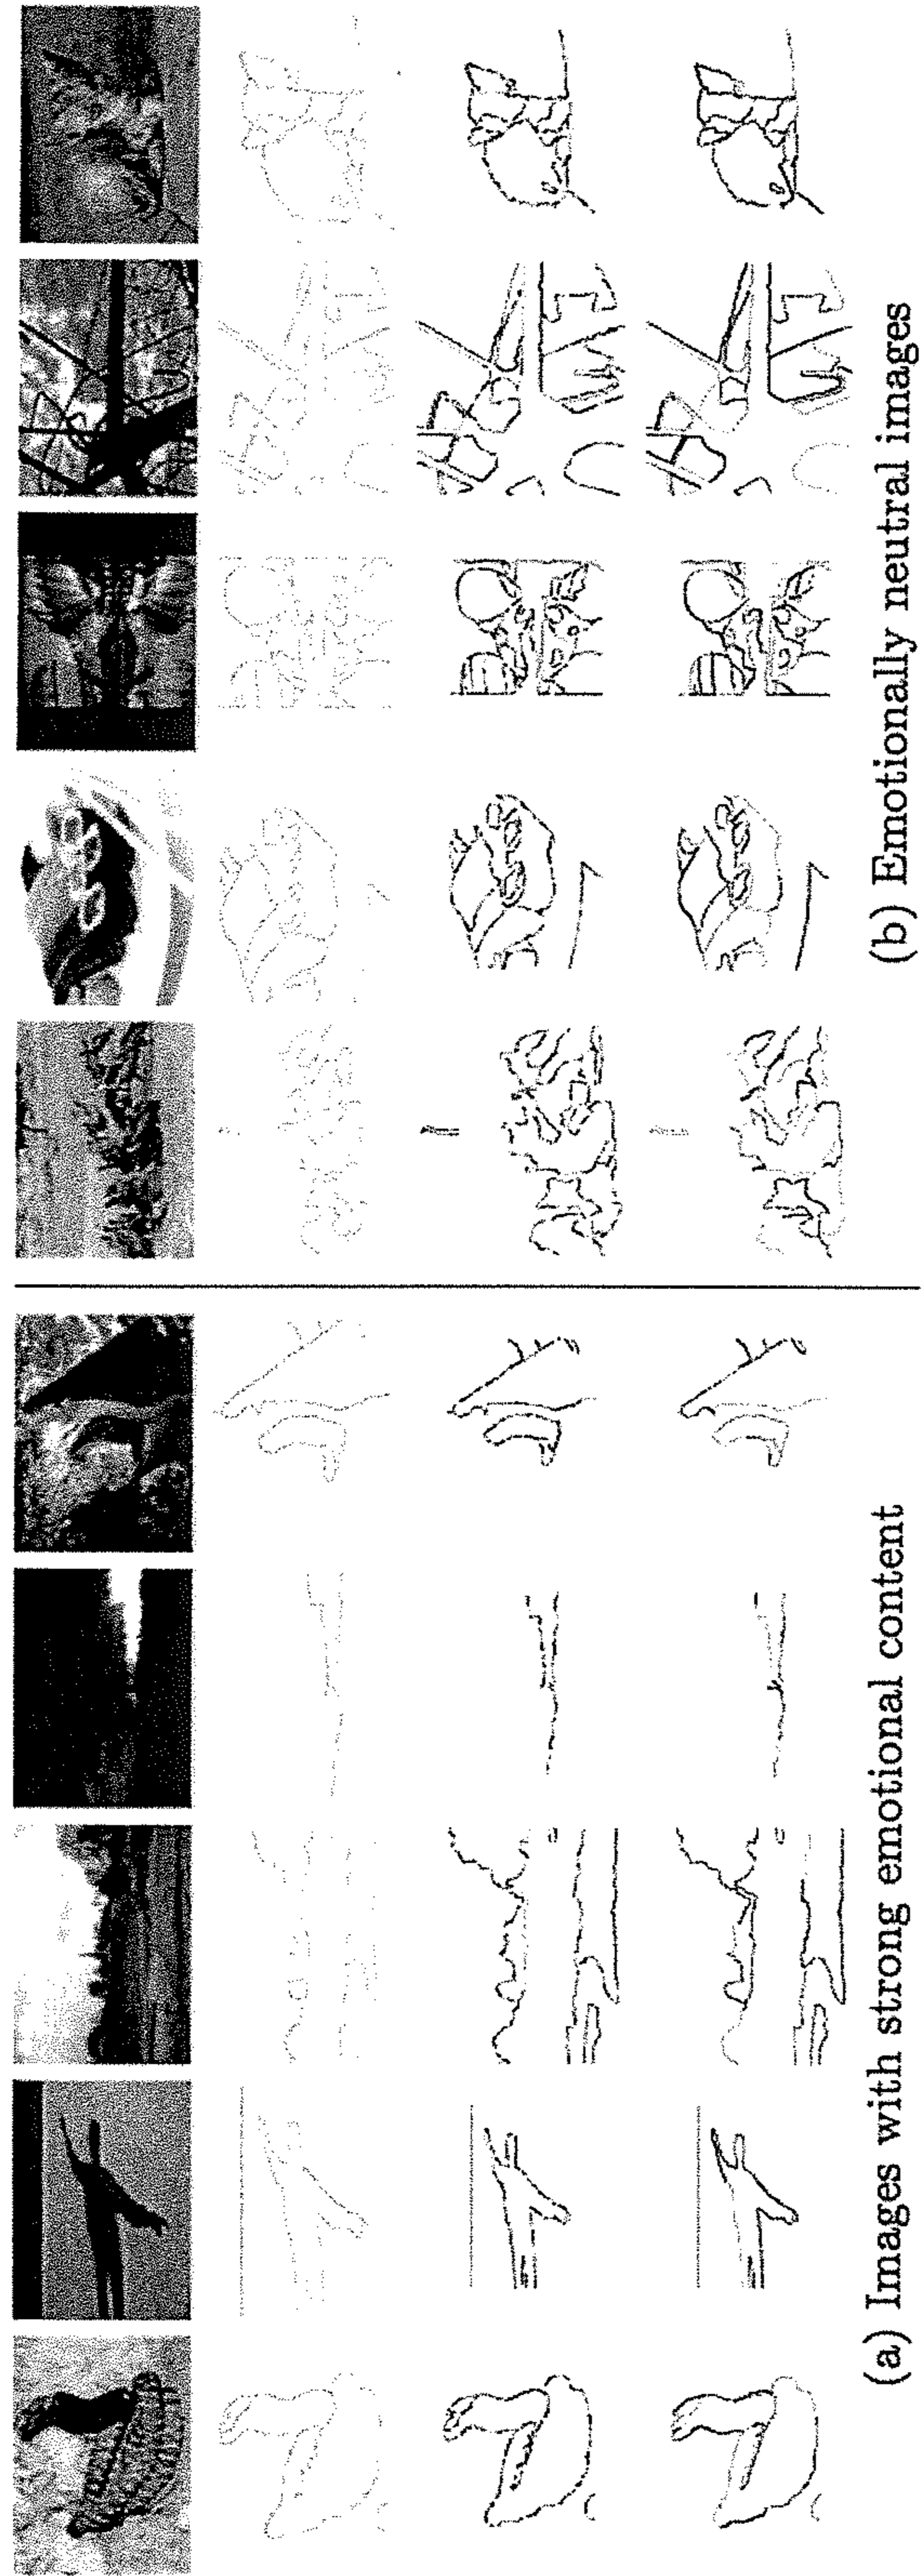 (a) Images with strong emotional content
(b) Emotionally neutral images